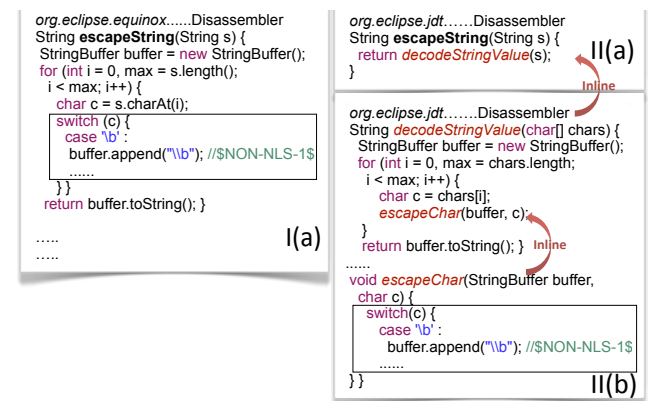 org.eclipse.equinox......Disassembler
String escapeString(String s) {
StringBuffer buffer = new StringBuffer();
for (int i = 0, max = s.length();
i < max; i++) {
char c = s.charAt(i);
switch (c) {
case '\b' :
buffer.append("\\b"); //$NON-NLS-1$
......
} }
return buffer.toString(); }
.....
.....
I(a)
org.eclipse.jdt……Disassembler
String escapeString(String s) {
return decodeStringValue(s);
}
II(a)
Inline
org.eclipse.jdt…….Disassembler
String decodeStringValue(char[] chars) {
StringBuffer buffer = new StringBuffer();
for (int i = 0, max = chars.length;
i < max; i++) {
char c = chars[i];
escapeChar(buffer, c);
}
return buffer.toString(); }
Inline
......
void escapeChar(StringBuffer buffer,
char c) {
switch(c) {
case '\b' :
buffer.append("\\b"); //$NON-NLS-1$
......
} }
II(b)